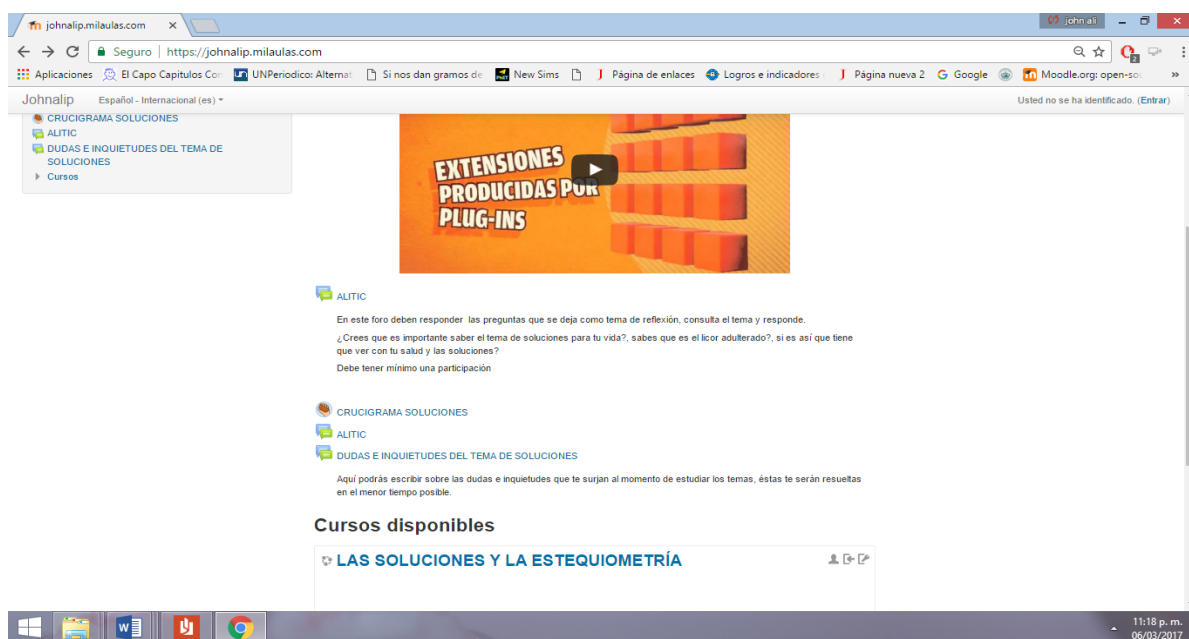 johnalip.milaulas.com
john ali
Seguro | https://johnalip.milaulas.com
Aplicaciones El Capo Capitulos Con UNPeriodico: Alternat Si nos dan gramos de New Sims Página de enlaces Logros e indicadores Página nueva 2 Google Moodle.org: open-so
Johnalip Español - Internacional (es) Usted no se ha identificado. (Entrar)
CRUCIGRAMA SOLUCIONES
ALITIC
DUDAS E INQUIETUDES DEL TEMA DE
SOLUCIONES
Cursos
EXTENSIONES
PRODUCIDAS POR
PLUG-INS
ALITIC
En este foro deben responder las preguntas que se deja como tema de reflexión, consulta el tema y responde.
¿Crees que es importante saber el tema de soluciones para tu vida?, sabes que es el licor adulterado?, si es así que tiene
que ver con tu salud y las soluciones?
Debe tener mínimo una participación
CRUCIGRAMA SOLUCIONES
ALITIC
DUDAS E INQUIETUDES DEL TEMA DE SOLUCIONES
Aquí podrás escribir sobre las dudas e inquietudes que te surjan al momento de estudiar los temas, éstas te serán resueltas
en el menor tiempo posible.
Cursos disponibles
LAS SOLUCIONES Y LA ESTEQUIOMETRÍA
11:18 p. m.
06/03/2017